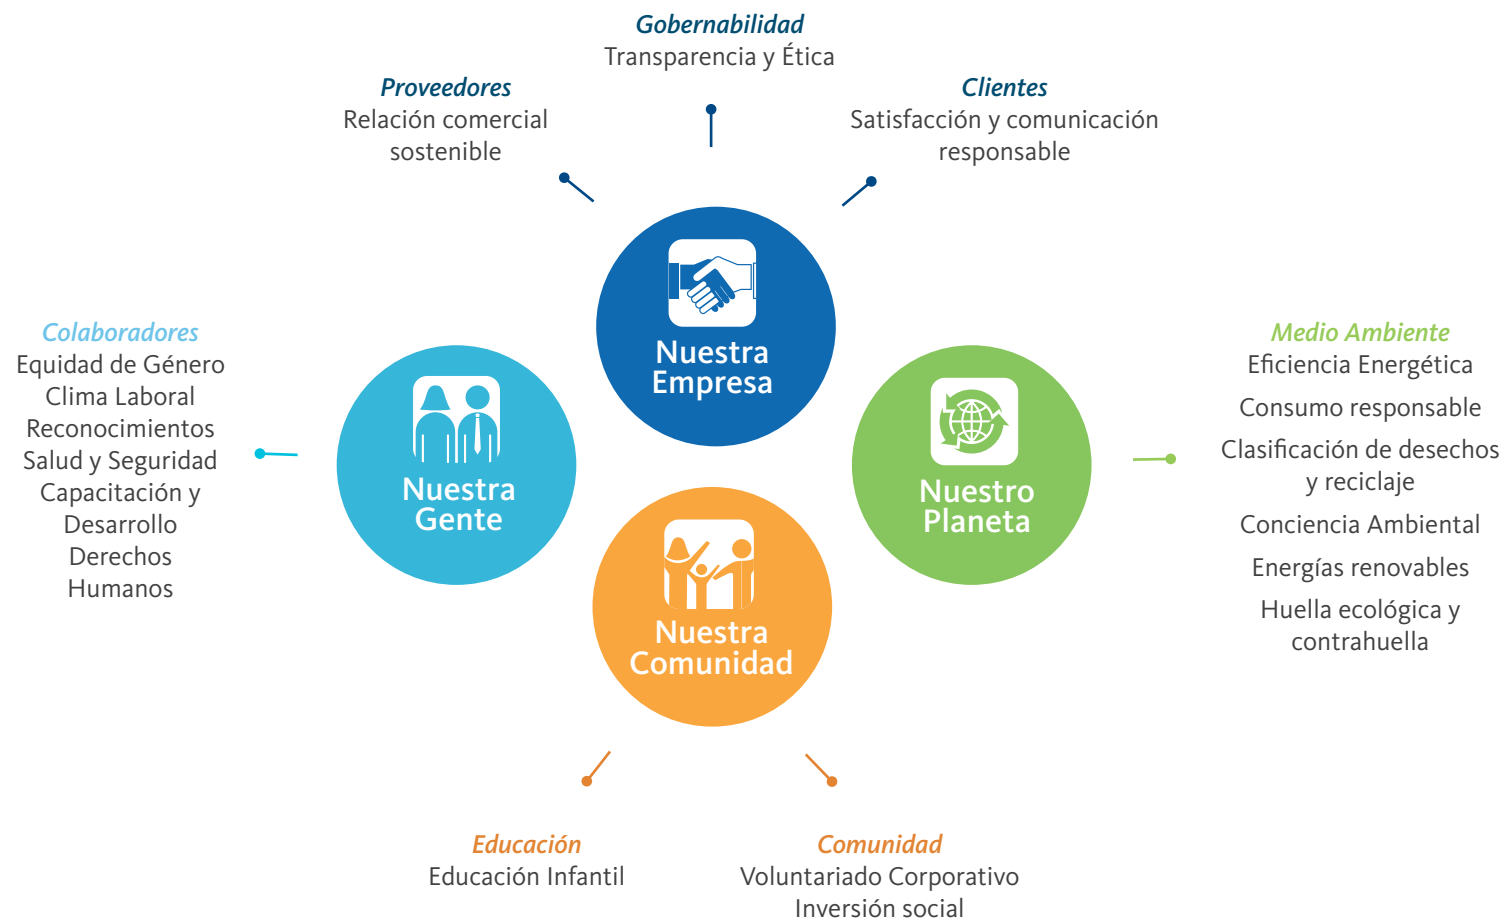 Gobernabilidad
Transparencia y Ética
Proveedores
Relación comercial
sostenible
Clientes
Satisfacción y comunicación
responsable
Nuestra
Empresa
Colaboradores
Equidad de Género
Clima Laboral
Reconocimientos
Salud y Seguridad
Capacitación y
Desarrollo
Derechos
Humanos
Nuestra
Gente
Nuestro
Planeta
Medio Ambiente
Eficiencia Energética
Consumo responsable
Clasificación de desechos
y reciclaje
Conciencia Ambiental
Energías renovables
Huella ecológica y
contrahuella
Nuestra
Comunidad
Educación
Educación Infantil
Comunidad
Voluntariado Corporativo
Inversión social